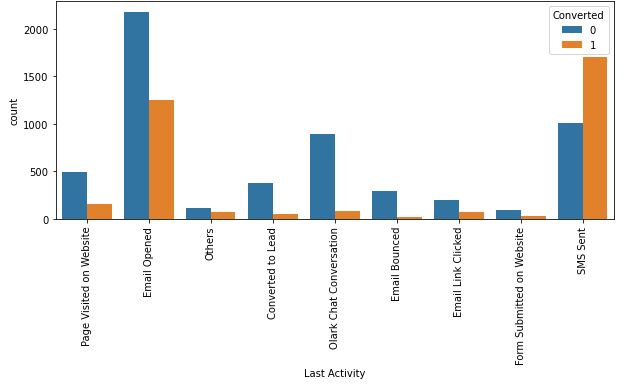 Converted
0
1
2000
1500
1000
500
0
count
Page Visited on Website
Email Opened
Others
Converted to Lead
Olark Chat Conversation
Email Bounced
Email Link Clicked
Form Submitted on Website
SMS Sent
Last Activity